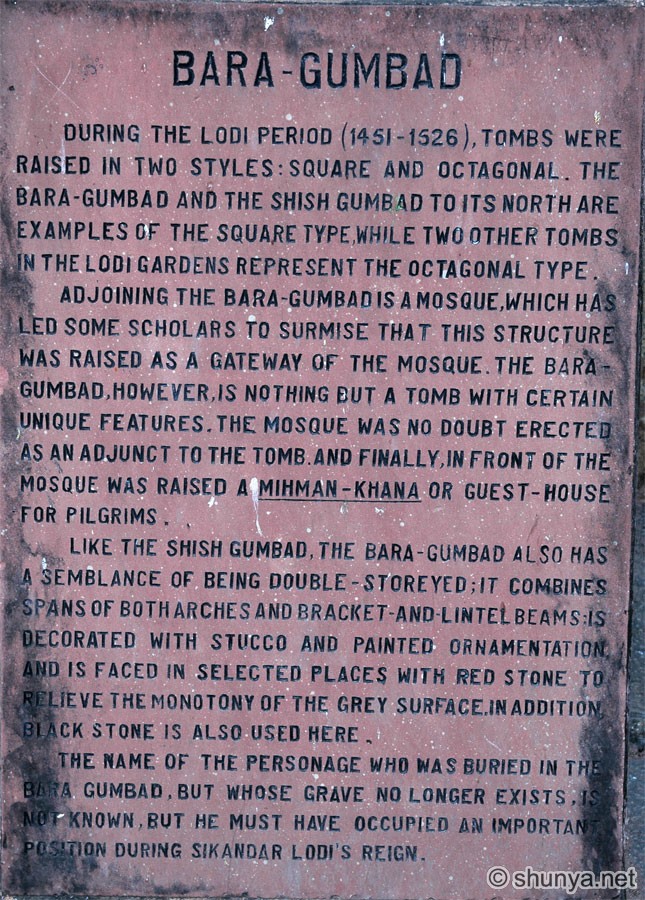 BARA-GUMBAD
DURING THE LODI PERIOD (1451-1526), TOMBS WERE
RAISED IN TWO STYLES: SQUARE AND OCTAGONAL. THE
BARA-GUMBAD AND THE SHISH GUMBAD TO ITS NORTH ARE
EXAMPLES OF THE SQUARE TYPE, WHILE TWO OTHER TOMBS
IN THE LODI GARDENS REPRESENT THE OCTAGONAL TYPE.
ADJOINING THE BARA-GUMBAD IS A MOSQUE, WHICH HAS
LED SOME SCHOLARS TO SURMISE THAT THIS STRUCTURE
WAS RAISED AS A GATEWAY OF THE MOSQUE. THE BARA-
GUMBAD, HOWEVER, IS NOTHING BUT A TOMB WITH CERTAIN
UNIQUE FEATURES. THE MOSQUE WAS NO DOUBT ERECTED
AS AN ADJUNCT TO THE TOMB. AND FINALLY, IN FRONT OF THE
MOSQUE WAS RAISED A MIHMAN-KHANA OR GUEST-HOUSE
FOR PILGRIMS.
LIKE THE SHISH GUMBAD, THE BARA-GUMBAD ALSO HAS
A SEMBLANCE OF BEING DOUBLE-STOREYED; IT COMBINES
SPANS OF BOTH ARCHES AND BRACKET-AND-LINTEL BEAMS: IS
DECORATED WITH STUCCO AND PAINTED ORNAMENTATION
AND IS FACED IN SELECTED PLACES WITH RED STONE TO
RELIEVE THE MONOTONY OF THE GREY SURFACE. IN ADDITION,
BLACK STONE IS ALSO USED HERE.
THE NAME OF THE PERSONAGE WHO WAS BURIED IN THE
BARA GUMBAD, BUT WHOSE GRAVE NO LONGER EXISTS, IS
NOT KNOWN, BUT HE MUST HAVE OCCUPIED AN IMPORTANT
POSITION DURING SIKANDAR LODI'S REIGN.
© shunya.net